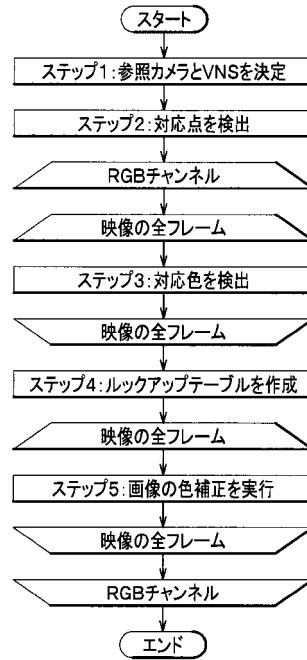 スタート
ステップ1:参照カメラとVNSを決定
ステップ2:対応点を検出
RGBチャンネル
映像の全フレーム
ステップ3:対応色を検出
映像の全フレーム
ステップ4:ルックアップテーブルを作成
映像の全フレーム
ステップ5:画像の色補正を実行
映像の全フレーム
RGBチャンネル
エンド